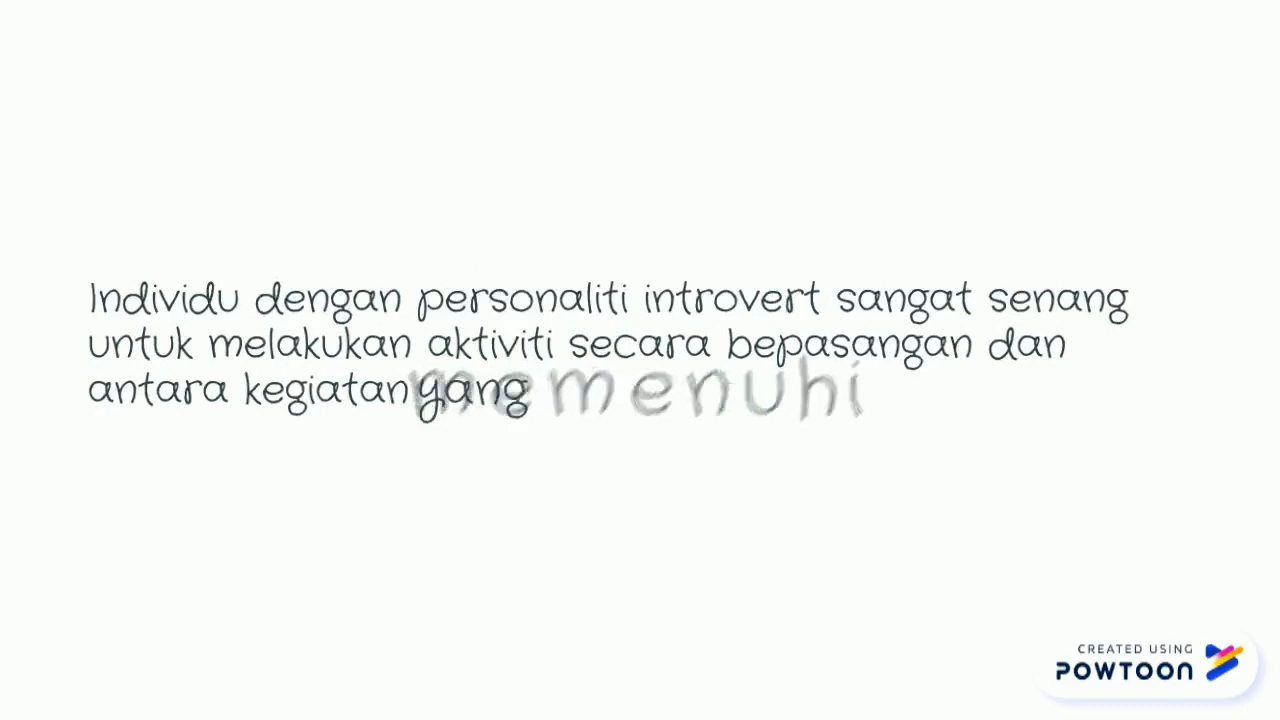 Individu dengan personaliti introvert sangat senang
untuk melakukan aktiviti secara bepasangan dan
antara kegiatan yang
memenuhi
CREATED USING
POWTOON